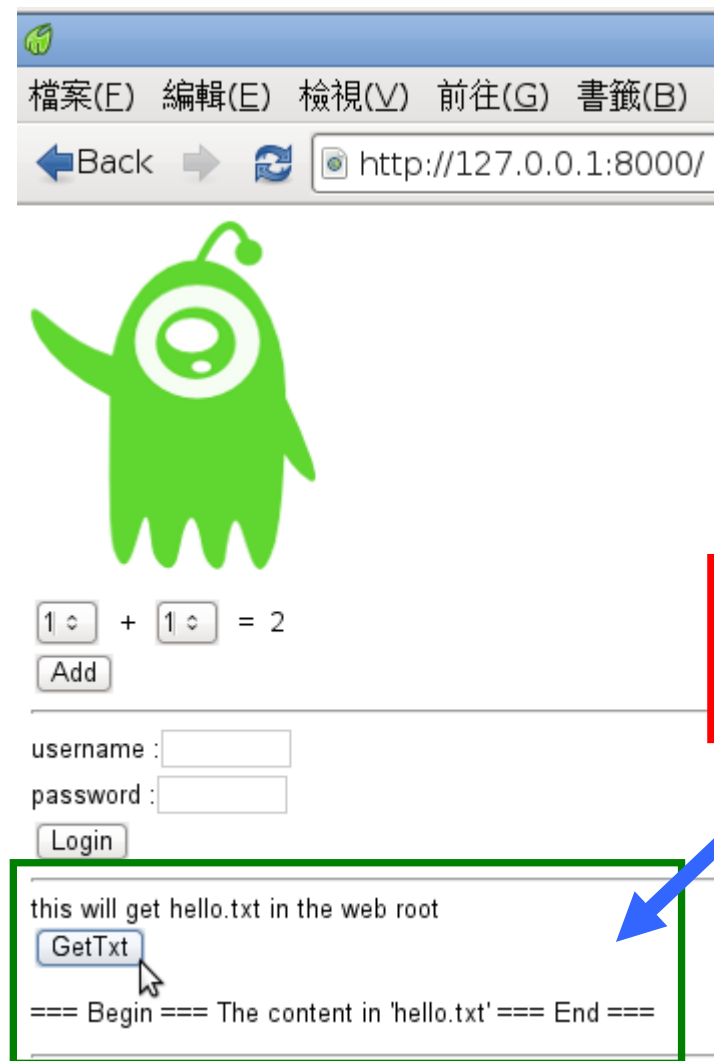 檔案(F) 編輯(E) 檢視(V) 前往(G) 書籤(B)
Back http://127.0.0.1:8000/
1 + 1 = 2
Add
username :
password :
Login
this will get hello.txt in the web root
GetTxt
=== Begin === The content in 'hello.txt' === End ===